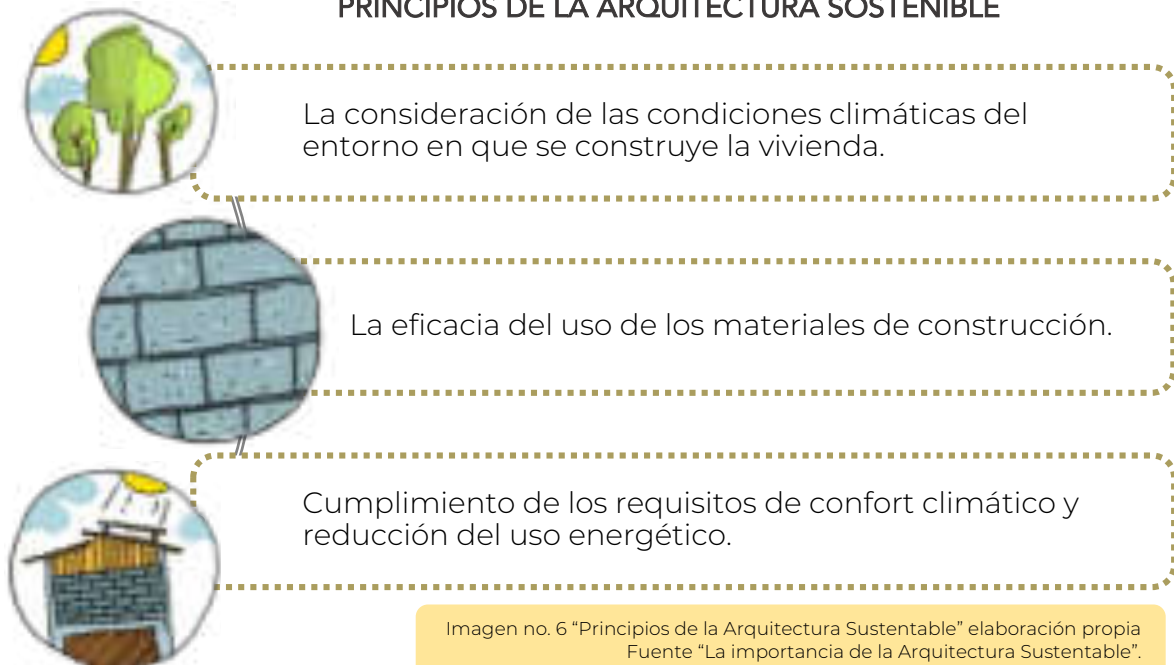 PRINCIPIOS DE LA ARQUITECTURA SOSTENIBLE
La consideración de las condiciones climáticas del
entorno en que se construye la vivienda.
La eficacia del uso de los materiales de construcción.
Cumplimiento de los requisitos de confort climático y
reducción del uso energético.
Imagen no. 6 “Principios de la Arquitectura Sustentable” elaboración propia
Fuente “La importancia de la Arquitectura Sustentable”.